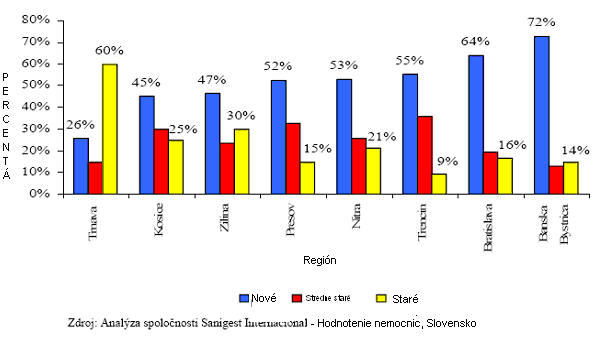 80%
70%
60%
50%
40%
30%
20%
10%
0%
PERCENTÁ
26% 60%
45% 25%
47% 30%
52% 15%
53% 21%
55% 9%
64% 16%
72% 14%
Trnava
Kosice
Zilina
Presov
Nitra
Trencin
Bratislava
Banska
Bystrica
Región
Nové Stredne staré Staré
Zdroj: Analýza spoločnosti Sanigest Internacional - Hodnotenie nemocnic, Slovensko